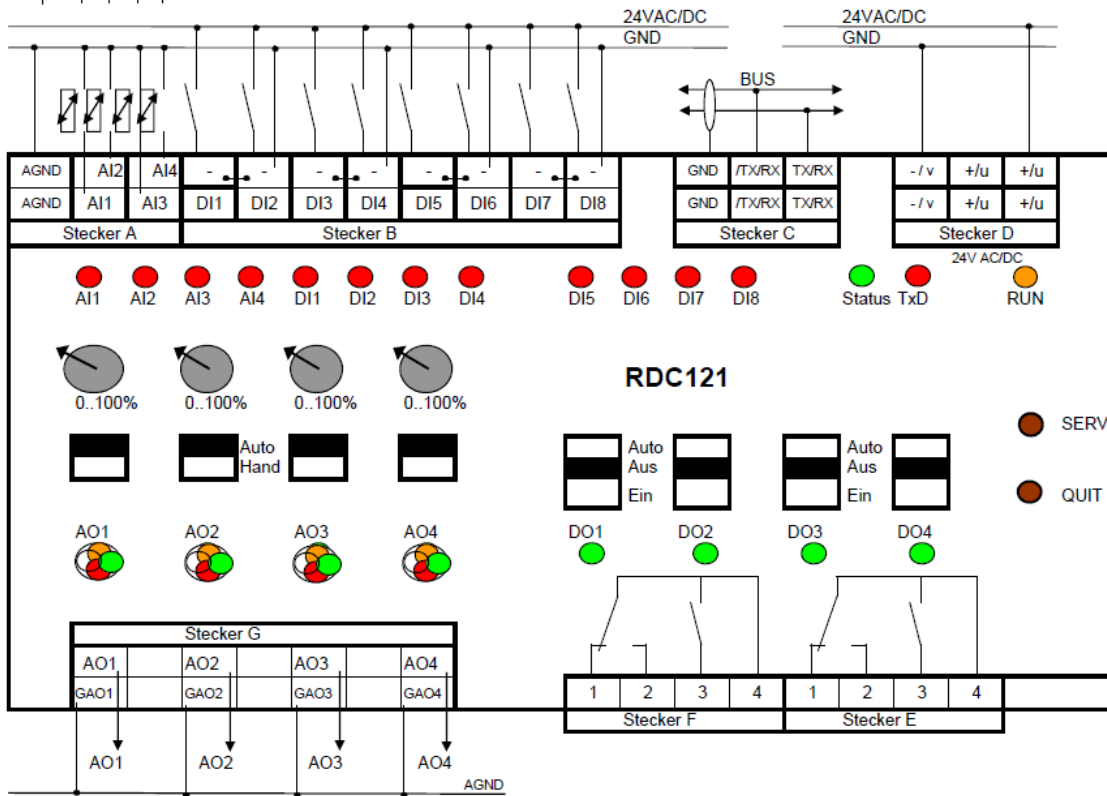 24VAC/DC 24VAC/DC
GND GND
BUS
AGND AI2 AI4 - - - - - - - - GND /TX/RX TX/RX - / v +/u +/u
AGND AI1 AI3 DI1 DI2 DI3 DI4 DI5 DI6 DI7 DI8 GND /TX/RX TX/RX - / v +/u +/u
Stecker A Stecker B Stecker C Stecker D
24V AC/DC
AI1 AI2 AI3 AI4 DI1 DI2 DI3 DI4 DI5 DI6 DI7 DI8 Status TxD RUN
RDC121
0..100% 0..100% 0..100% 0..100%
SERV
Auto Auto Auto
Hand Aus Aus
Ein Ein QUIT
AO1 AO2 AO3 AO4 DO1 DO2 DO3 DO4
Stecker G
AO1 AO2 AO3 AO4
GAO1 GAO2 GAO3 GAO4 1 2 3 4 1 2 3 4
Stecker F Stecker E
AO1 AO2 AO3 AO4
AGND